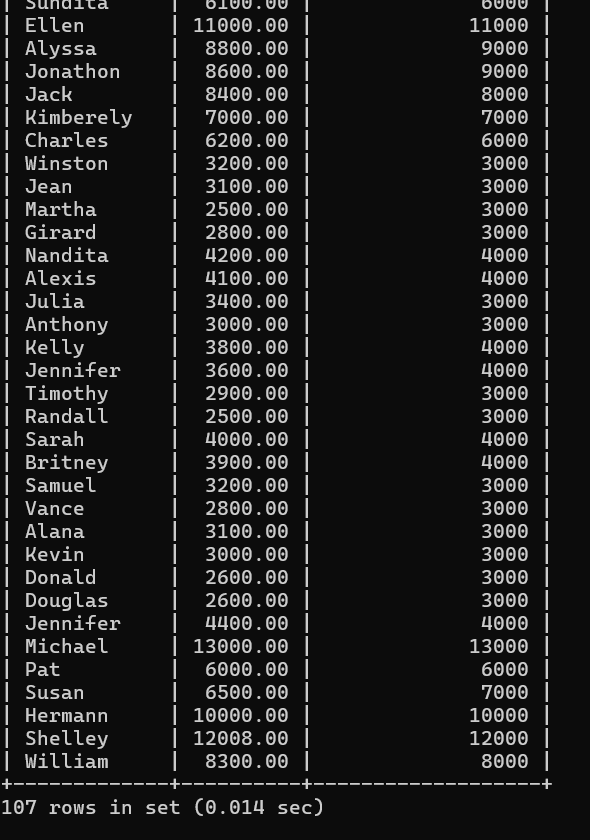 | Sundita | 6100.00 | 6000 |
| Ellen | 11000.00 | 11000 |
| Alyssa | 8800.00 | 9000 |
| Jonathon | 8600.00 | 9000 |
| Jack | 8400.00 | 8000 |
| Kimberely | 7000.00 | 7000 |
| Charles | 6200.00 | 6000 |
| Winston | 3200.00 | 3000 |
| Jean | 3100.00 | 3000 |
| Martha | 2500.00 | 3000 |
| Girard | 2800.00 | 3000 |
| Nandita | 4200.00 | 4000 |
| Alexis | 4100.00 | 4000 |
| Julia | 3400.00 | 3000 |
| Anthony | 3000.00 | 3000 |
| Kelly | 3800.00 | 4000 |
| Jennifer | 3600.00 | 4000 |
| Timothy | 2900.00 | 3000 |
| Randall | 2500.00 | 3000 |
| Sarah | 4000.00 | 4000 |
| Britney | 3900.00 | 4000 |
| Samuel | 3200.00 | 3000 |
| Vance | 2800.00 | 3000 |
| Alana | 3100.00 | 3000 |
| Kevin | 3000.00 | 3000 |
| Donald | 2600.00 | 3000 |
| Douglas | 2600.00 | 3000 |
| Jennifer | 4400.00 | 4000 |
| Michael | 13000.00 | 13000 |
| Pat | 6000.00 | 6000 |
| Susan | 6500.00 | 7000 |
| Hermann | 10000.00 | 10000 |
| Shelley | 12008.00 | 12000 |
| William | 8300.00 | 8000 |
+-------------+----------+--------------------+
107 rows in set (0.014 sec)